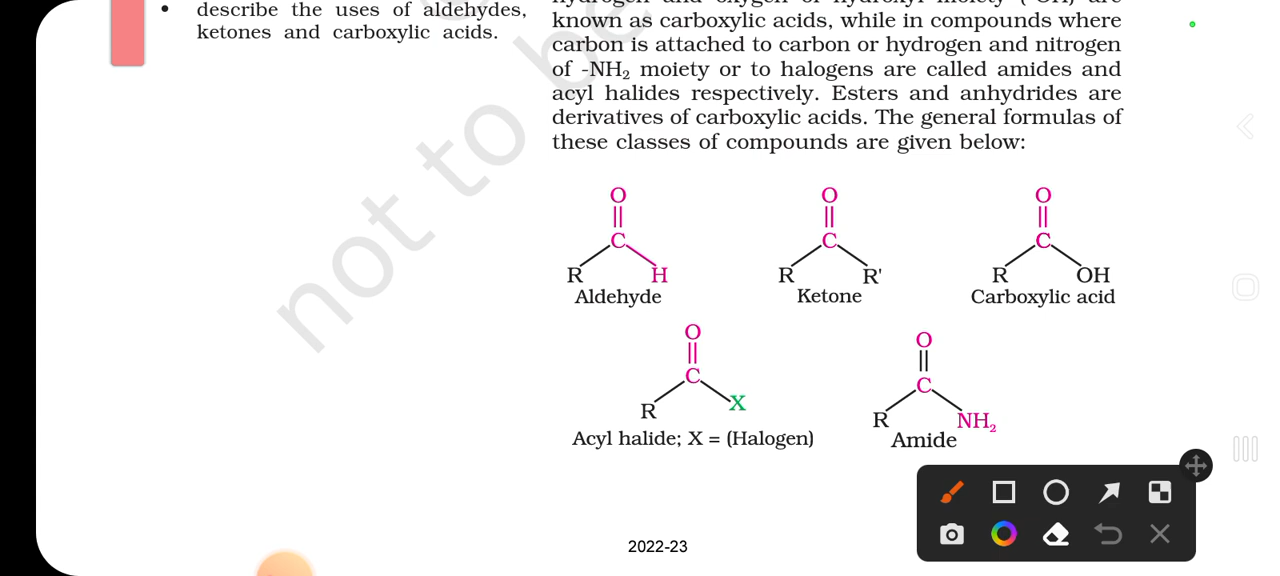 describe the uses of aldehydes,
ketones and carboxylic acids.
known as carboxylic acids, while in compounds where
carbon is attached to carbon or hydrogen and nitrogen
of -NH₂ moiety or to halogens are called amides and
acyl halides respectively. Esters and anhydrides are
derivatives of carboxylic acids. The general formulas of
these classes of compounds are given below:
O
C
R H
Aldehyde
O
C
R R'
Ketone
O
C
R OH
Carboxylic acid
O
C
R X
Acyl halide; X = (Halogen)
O
C
R NH₂
Amide
not to be
2022-23